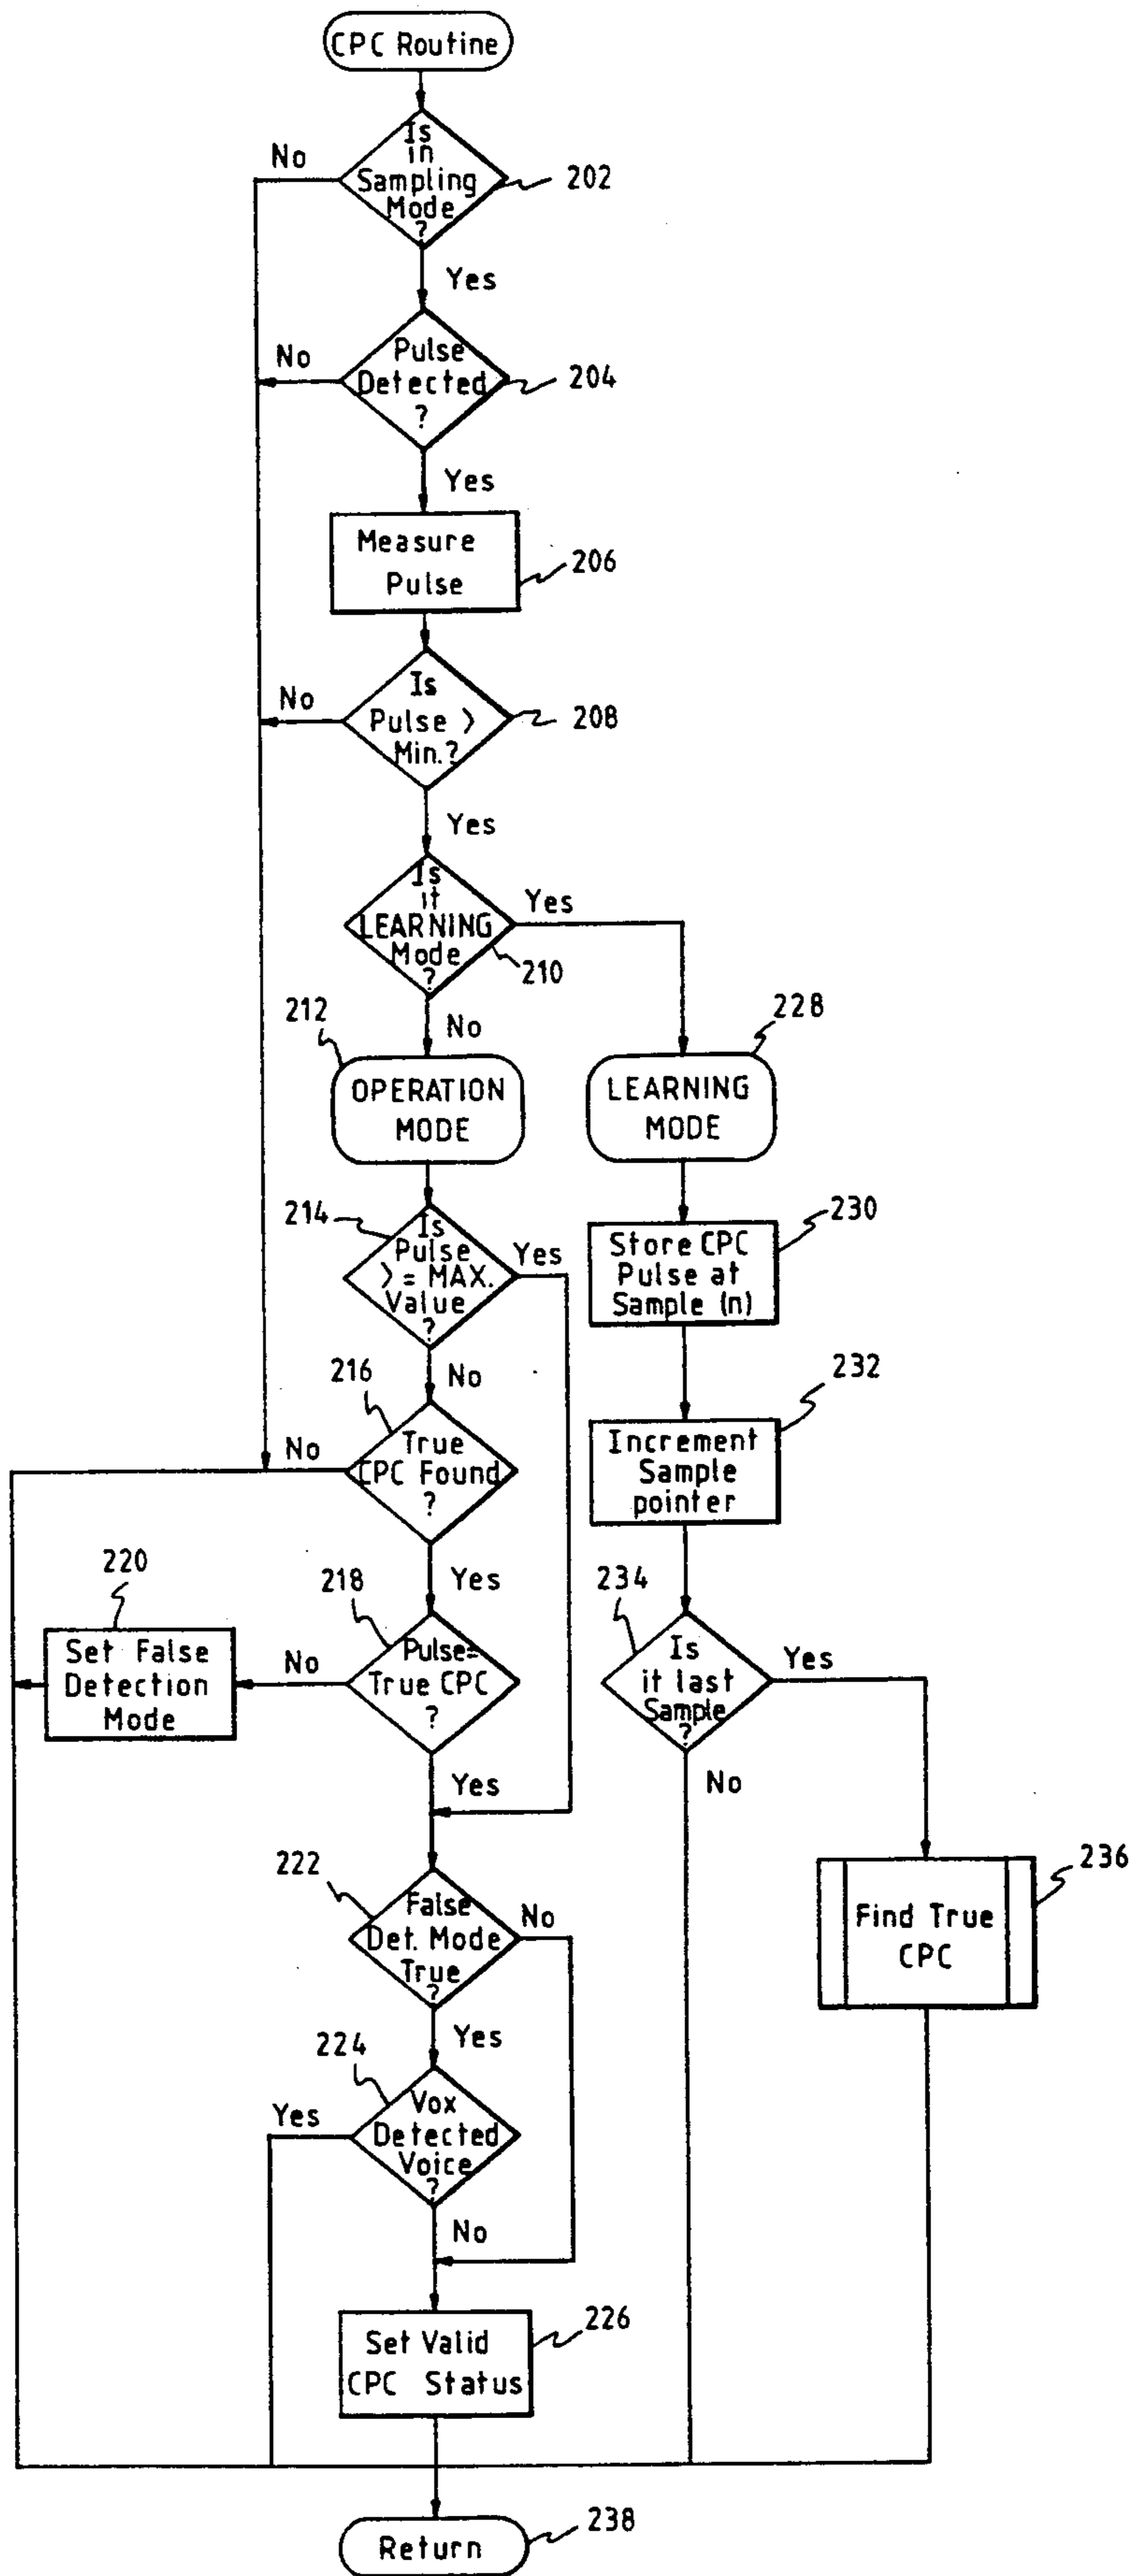 CPC Routine
Is
in
Sampling
Mode
?
202
No
Yes
Pulse
Detected
?
204
No
Yes
Measure
Pulse
206
Is
Pulse >
Min.?
208
No
Yes
Is
it
LEARNING
Mode
?
210
Yes
No
212
OPERATION
MODE
228
LEARNING
MODE
214
Is
Pulse
>= MAX.
Value
?
Yes
No
230
Store CPC
Pulse at
Sample (n)
216
True
CPC Found
?
No
Yes
232
Increment
Sample
pointer
220
Set False
Detection
Mode
218
Pulse=
True CPC
?
No
Yes
234
Is
it last
Sample
?
Yes
No
222
False
Det. Mode
True
?
No
Yes
236
Find True
CPC
224
Vox
Detected
Voice
?
Yes
No
Set Valid
CPC Status
226
Return
238